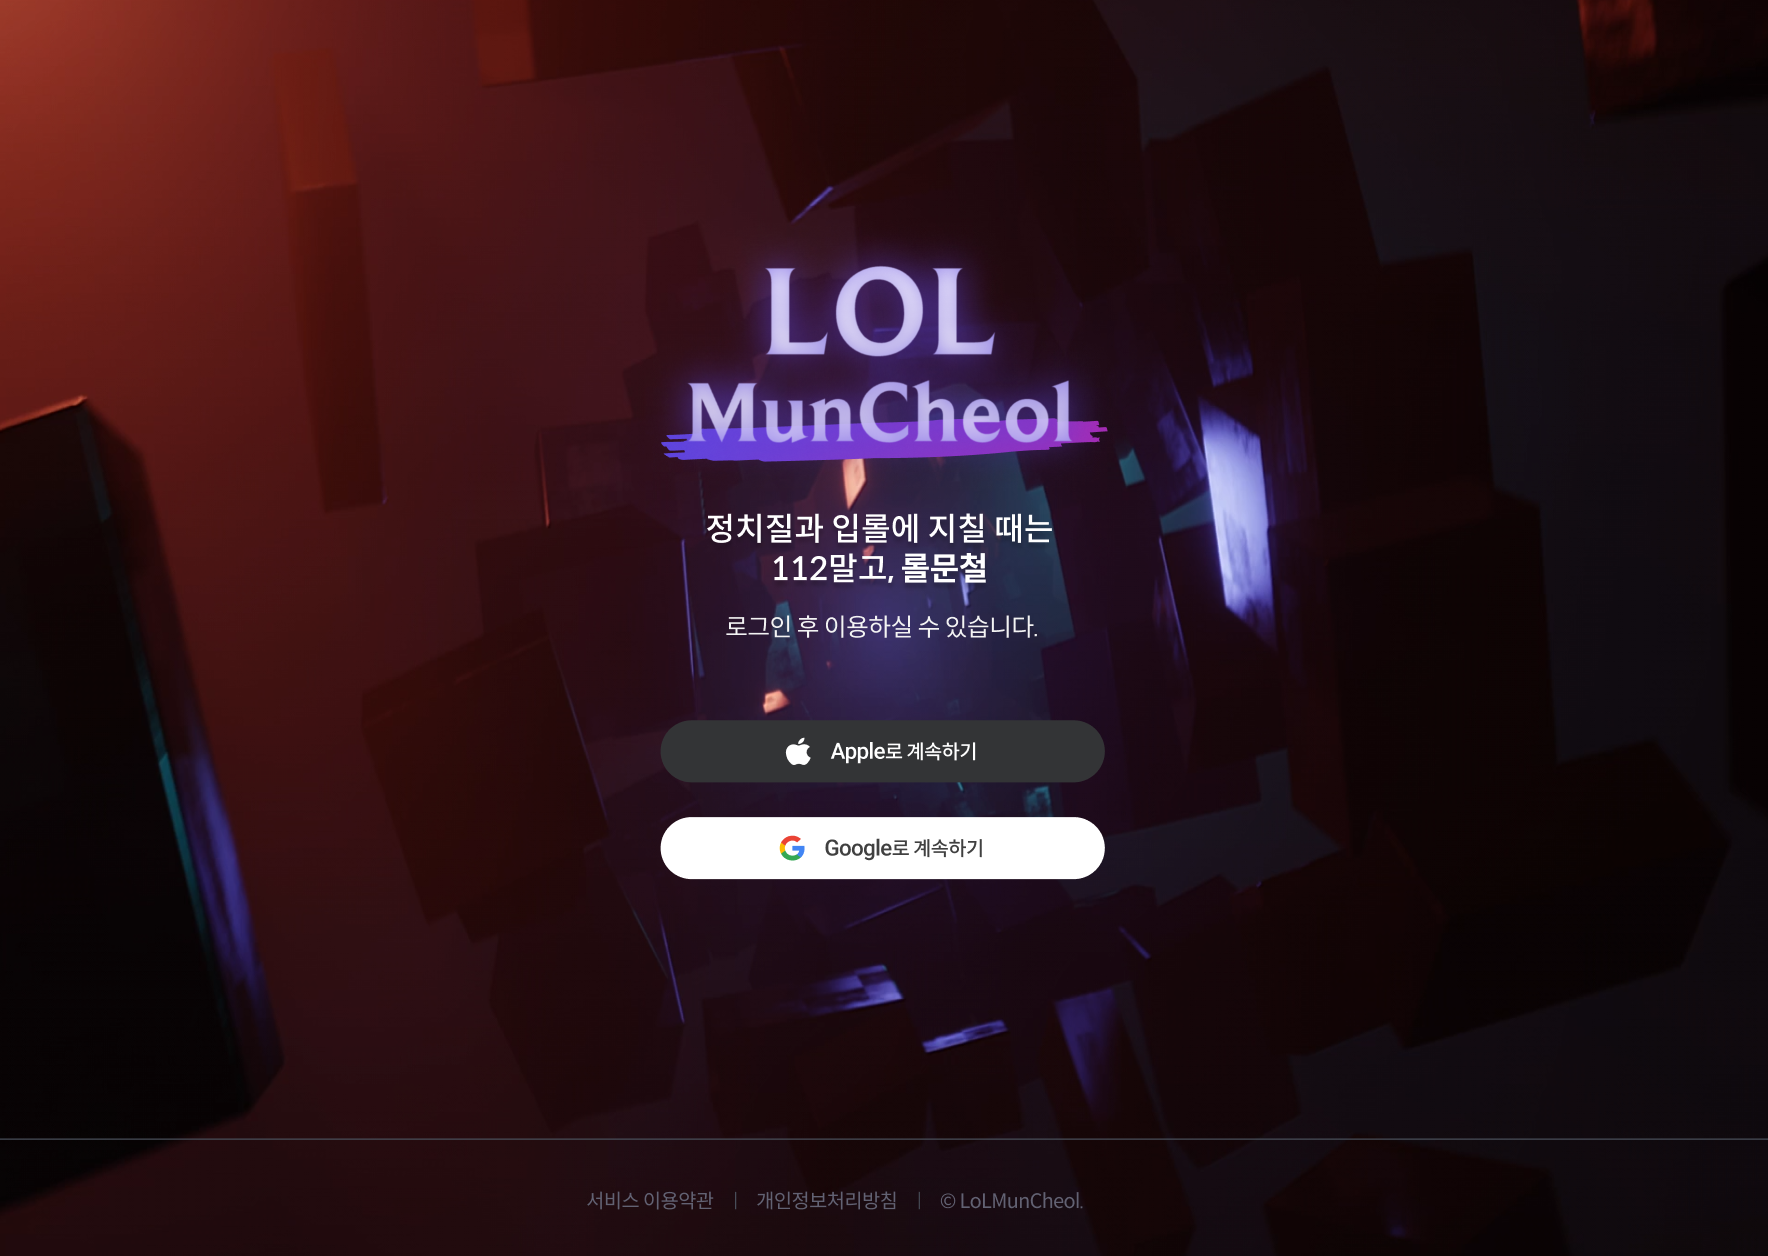 LOL
MunCheol
정치질과 입롤에 지칠 때는
112말고, 롤문철
로그인 후 이용하실 수 있습니다.
Apple로 계속하기
Google로 계속하기
서비스 이용약관 | 개인정보처리방침 | © LoLMunCheol.